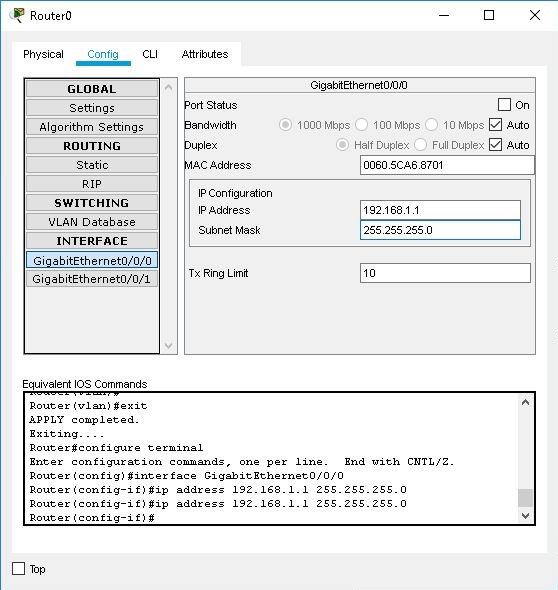 Router0
Physical Config CLI Attributes
GLOBAL
Settings
Algorithm Settings
ROUTING
Static
RIP
SWITCHING
VLAN Database
INTERFACE
GigabitEthernet0/0/0
GigabitEthernet0/0/1
GigabitEthernet0/0/0
Port Status On
Bandwidth 1000 Mbps 100 Mbps 10 Mbps Auto
Duplex Half Duplex Full Duplex Auto
MAC Address 0060.5CA6.8701
IP Configuration
IP Address 192.168.1.1
Subnet Mask 255.255.255.0
Tx Ring Limit 10
Equivalent IOS Commands
Router(vlan)#
Router(vlan)#exit
APPLY completed.
Exiting....
Router#configure terminal
Enter configuration commands, one per line. End with CNTL/Z.
Router(config)#interface GigabitEthernet0/0/0
Router(config-if)#ip address 192.168.1.1 255.255.255.0
Router(config-if)#ip address 192.168.1.1 255.255.255.0
Router(config-if)#
Top